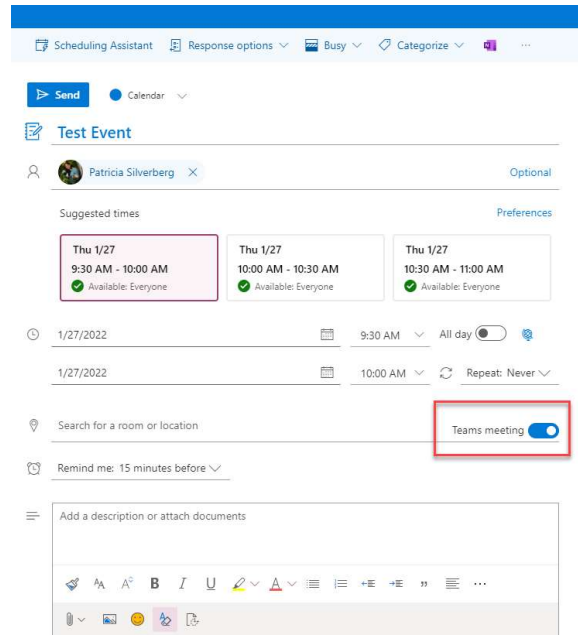 Scheduling Assistant Response options Busy Categorize ...
Send Calendar
Test Event
Patricia Silverberg Optional
Suggested times Preferences
Thu 1/27 Thu 1/27 Thu 1/27
9:30 AM - 10:00 AM 10:00 AM - 10:30 AM 10:30 AM - 11:00 AM
Available: Everyone Available: Everyone Available: Everyone
1/27/2022 9:30 AM All day
1/27/2022 10:00 AM Repeat: Never
Search for a room or location Teams meeting
Remind me: 15 minutes before
Add a description or attach documents